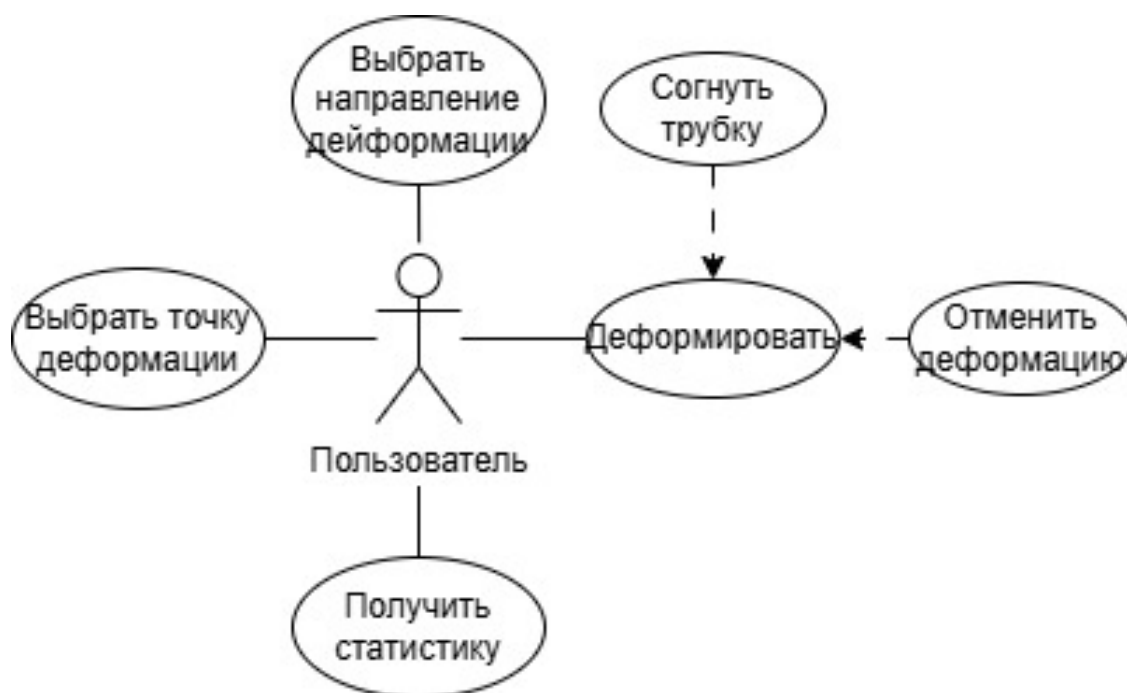 Выбрать
направление
дейформации
Согнуть
трубку
Выбрать точку
деформации
Деформировать
Отменить
деформацию
Пользователь
Получить
статистику